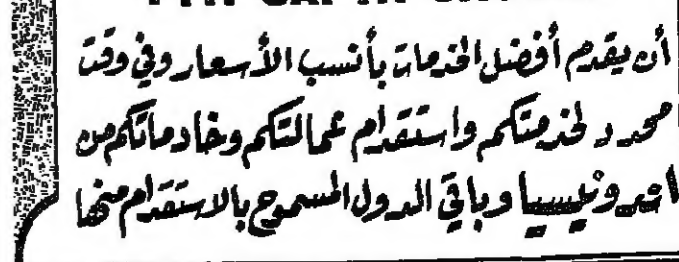 أن يقدم أفضل الخدمات بأنسب الأسعار وفي وقت
محدد لخدمتكم واستقدام عمالتكم وخادماتكم من
اندونيسيا وباقي الدول المسموح بالاستقدام منها